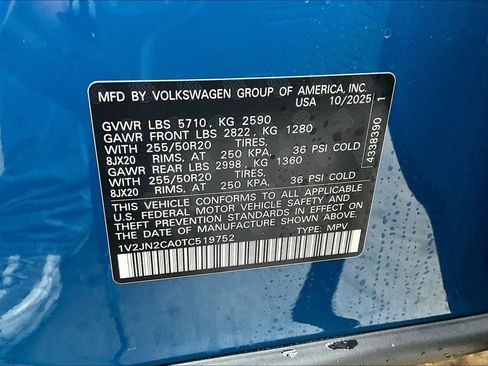 MFD BY VOLKSWAGEN GROUP OF AMERICA, INC.
USA 10/2025
GVWR LBS 5710, KG 2590
GAWR FRONT LBS 2822, KG 1280
WITH 255/50R20 TIRES,
8JX20 RIMS, AT 250 KPA, 36 PSI COLD
GAWR REAR LBS 2998, KG 1360
WITH 255/50R20 TIRES,
8JX20 RIMS, AT 250 KPA, 36 PSI COLD
THIS VEHICLE CONFORMS TO ALL APPLICABLE
U.S. FEDERAL MOTOR VEHICLE SAFETY AND
THEFT PREVENTION STANDARDS IN EFFECT ON THE
DATE OF MANUFACTURE SHOWN ABOVE.
1V2JN2CA0TC519752 TYPE: MPV
4338390 1